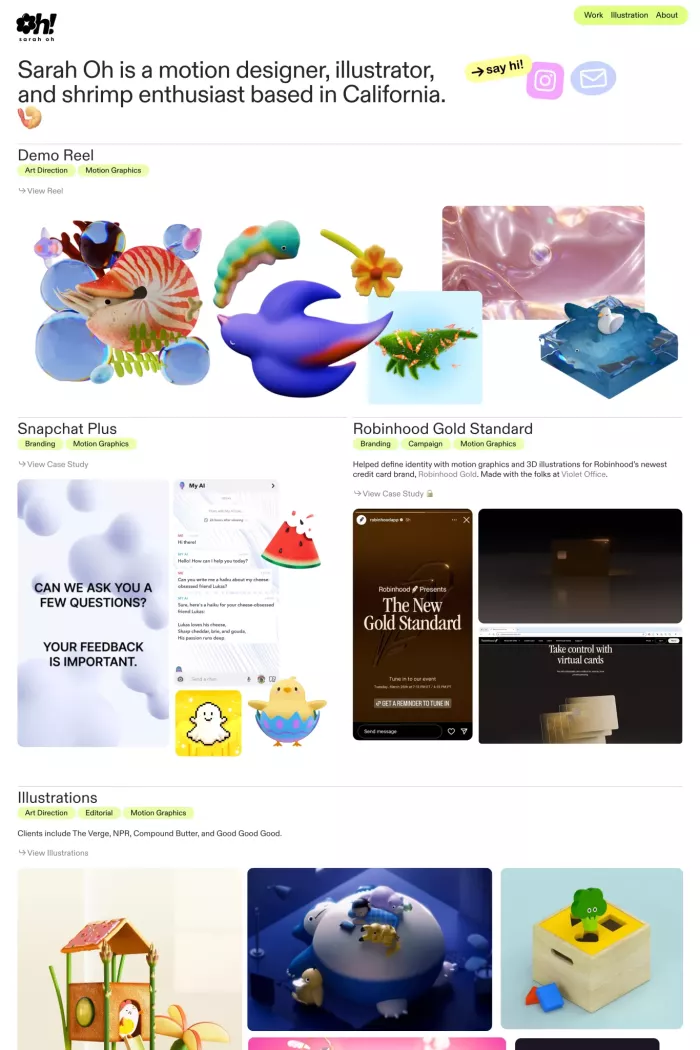 Oh!
sarah oh
Work Illustration About
Sarah Oh is a motion designer, illustrator,
and shrimp enthusiast based in California.
→ say hi!
Demo Reel
Art Direction Motion Graphics
View Reel
Snapchat Plus
Branding Motion Graphics
View Case Study
CAN WE ASK YOU A
FEW QUESTIONS?
YOUR FEEDBACK
IS IMPORTANT.
My AI
ME
Hi there!
MY AI
Hello! How can I help you today?
ME
Can you write me a haiku about my cheese-
obsessed friend Lukas?
MY AI
Sure, here's a haiku for your cheese-obsessed
friend Lukas:
Lukas loves his cheese,
Sharp cheddar, brie, and gouda,
His passion runs deep.
Send a chat
Robinhood Gold Standard
Branding Campaign Motion Graphics
Helped define identity with motion graphics and 3D illustrations for Robinhood's newest
credit card brand, Robinhood Gold. Made with the folks at Violet Office.
View Case Study
robinhoodapp
Robinhood Presents
The New
Gold Standard
Tune in to our event
GET A REMINDER TO TUNE IN
Send message
Take control with
virtual cards
Illustrations
Art Direction Editorial Motion Graphics
Clients include The Verge, NPR, Compound Butter, and Good Good Good.
View Illustrations